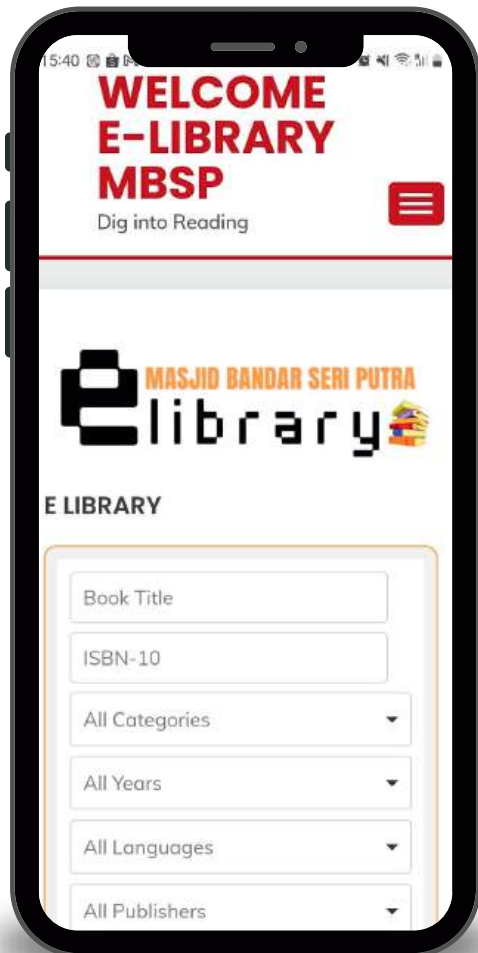 15:40
WELCOME
E-LIBRARY
MBSP
Dig into Reading
MASJID BANDAR SERI PUTRA
elibrary
E LIBRARY
Book Title
ISBN-10
All Categories
All Years
All Languages
All Publishers